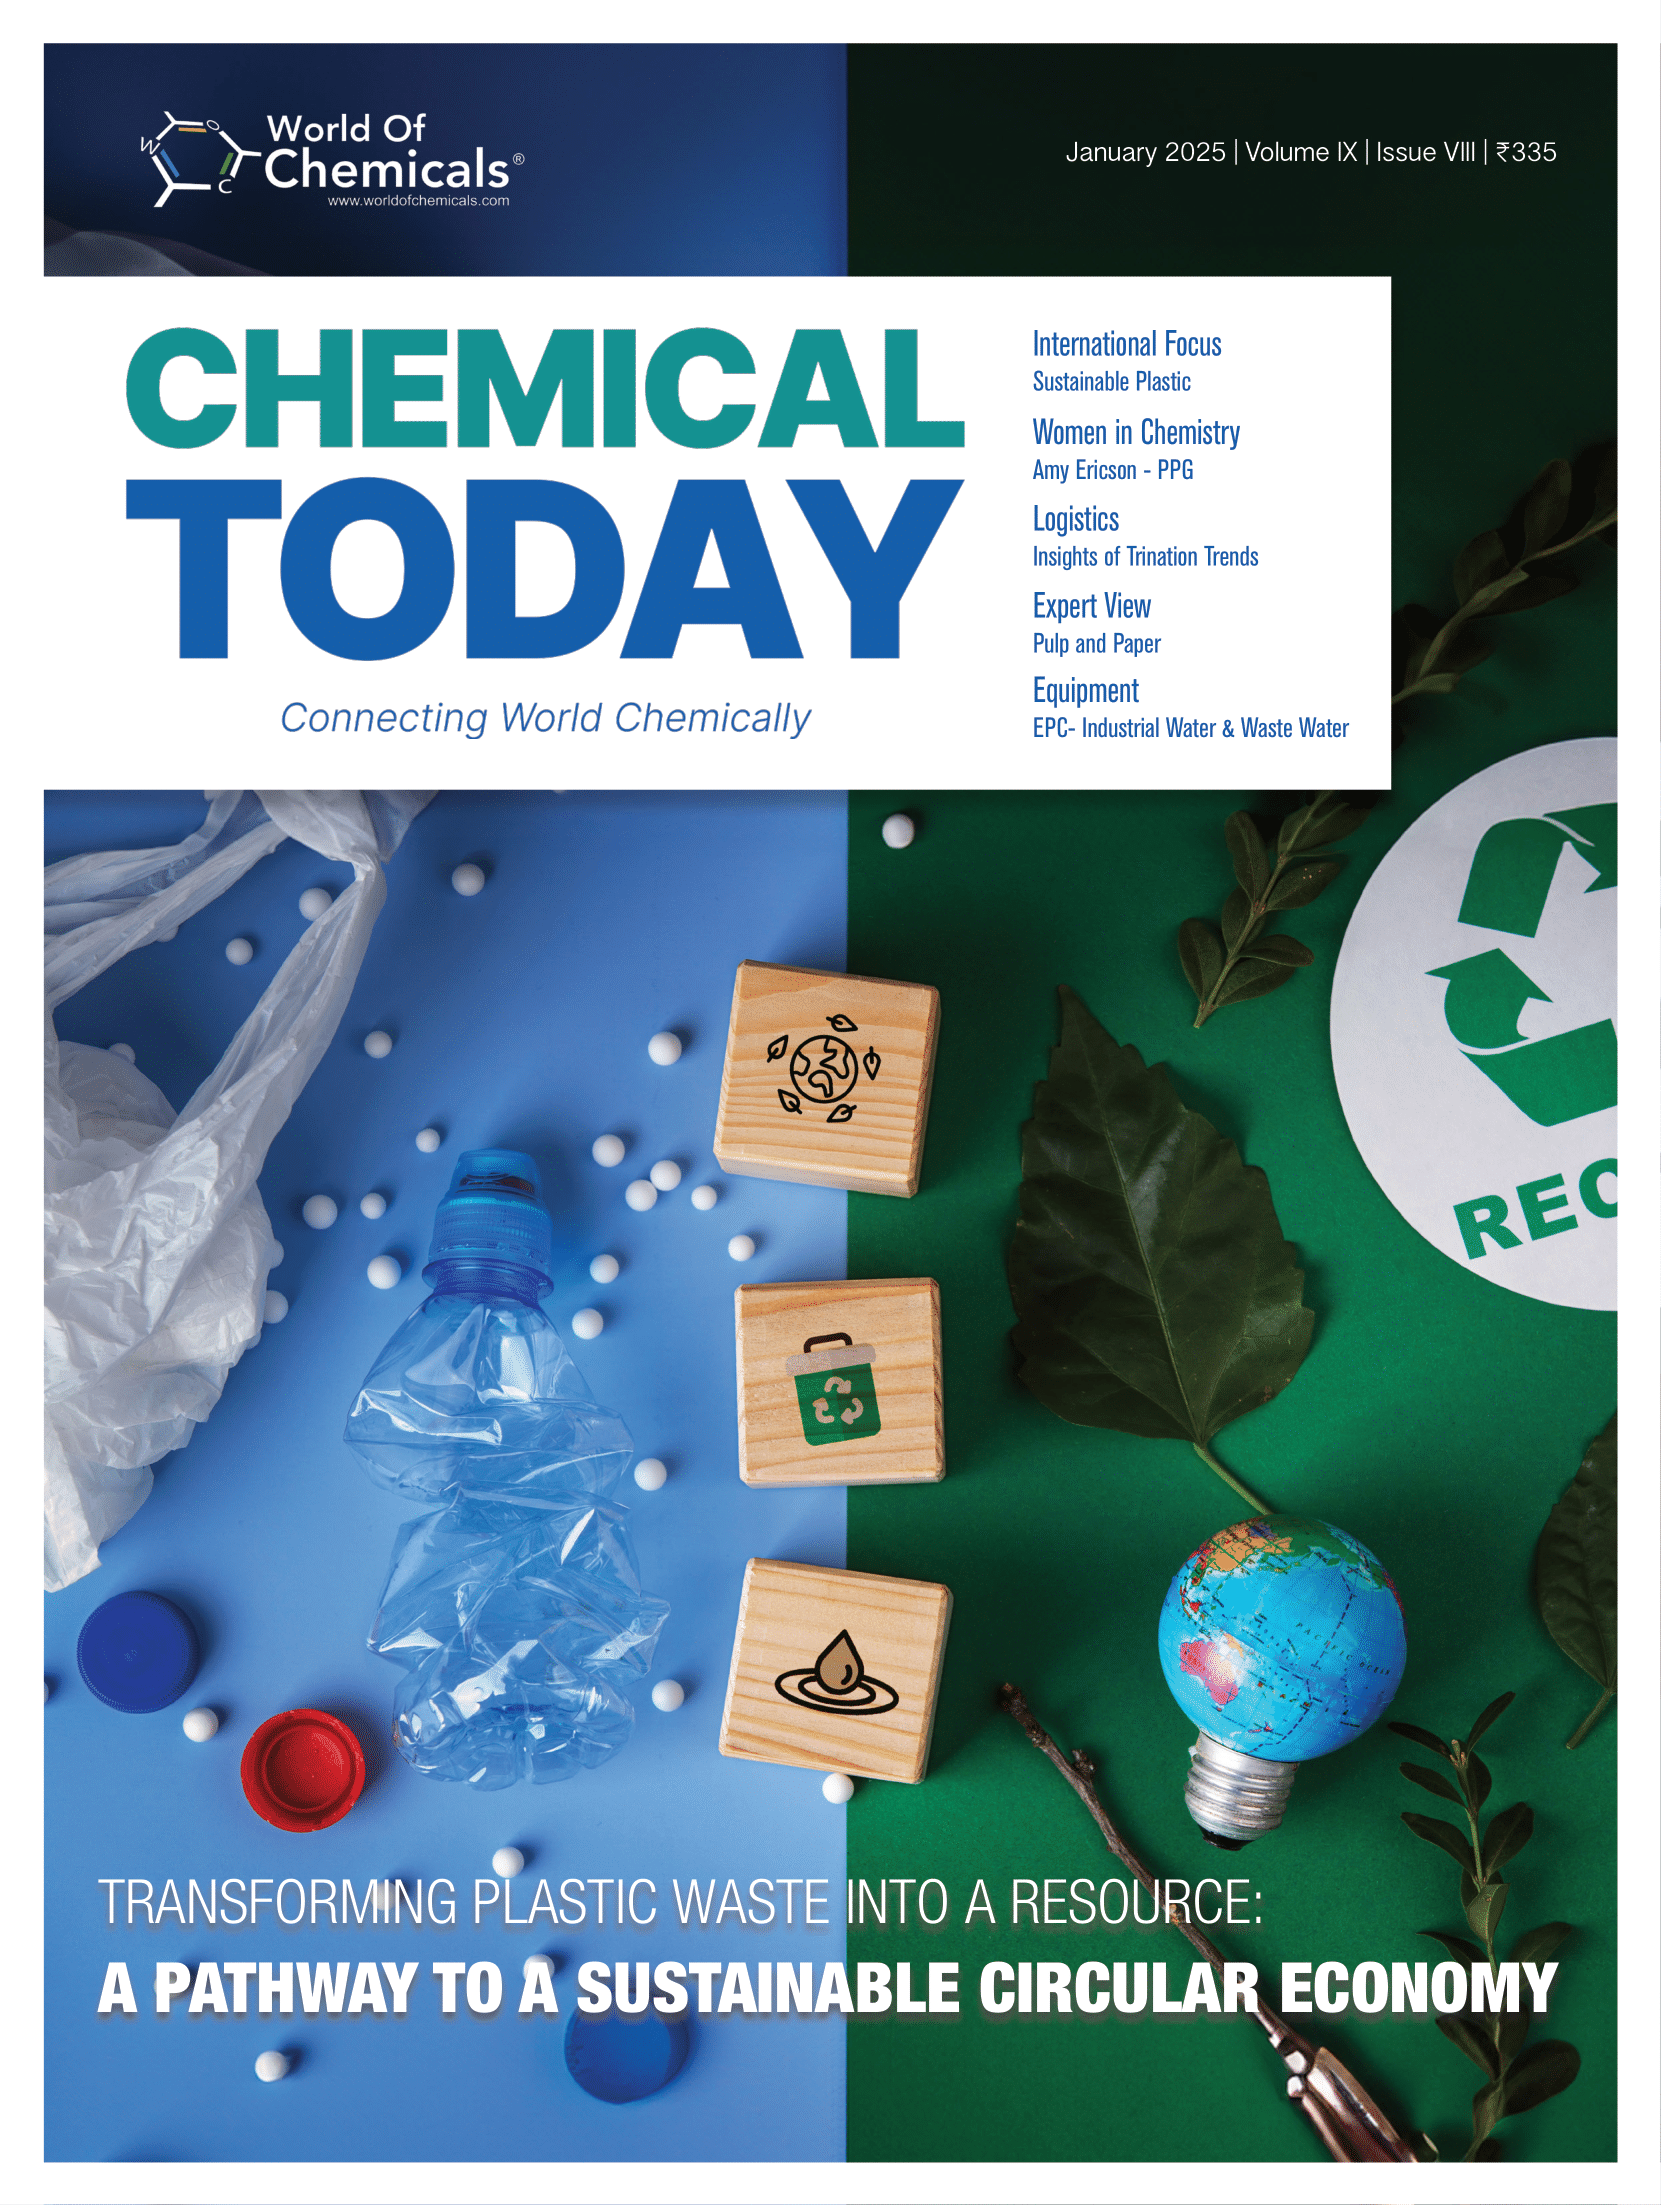 World Of
Chemicals®
www.worldofchemicals.com
January 2025 | Volume IX | Issue VIII | ₹335
CHEMICAL
TODAY
Connecting World Chemically
International Focus
Sustainable Plastic
Women in Chemistry
Amy Ericson - PPG
Logistics
Insights of Trination Trends
Expert View
Pulp and Paper
Equipment
EPC- Industrial Water & Waste Water
REC
TRANSFORMING PLASTIC WASTE INTO A RESOURCE:
A PATHWAY TO A SUSTAINABLE CIRCULAR ECONOMY